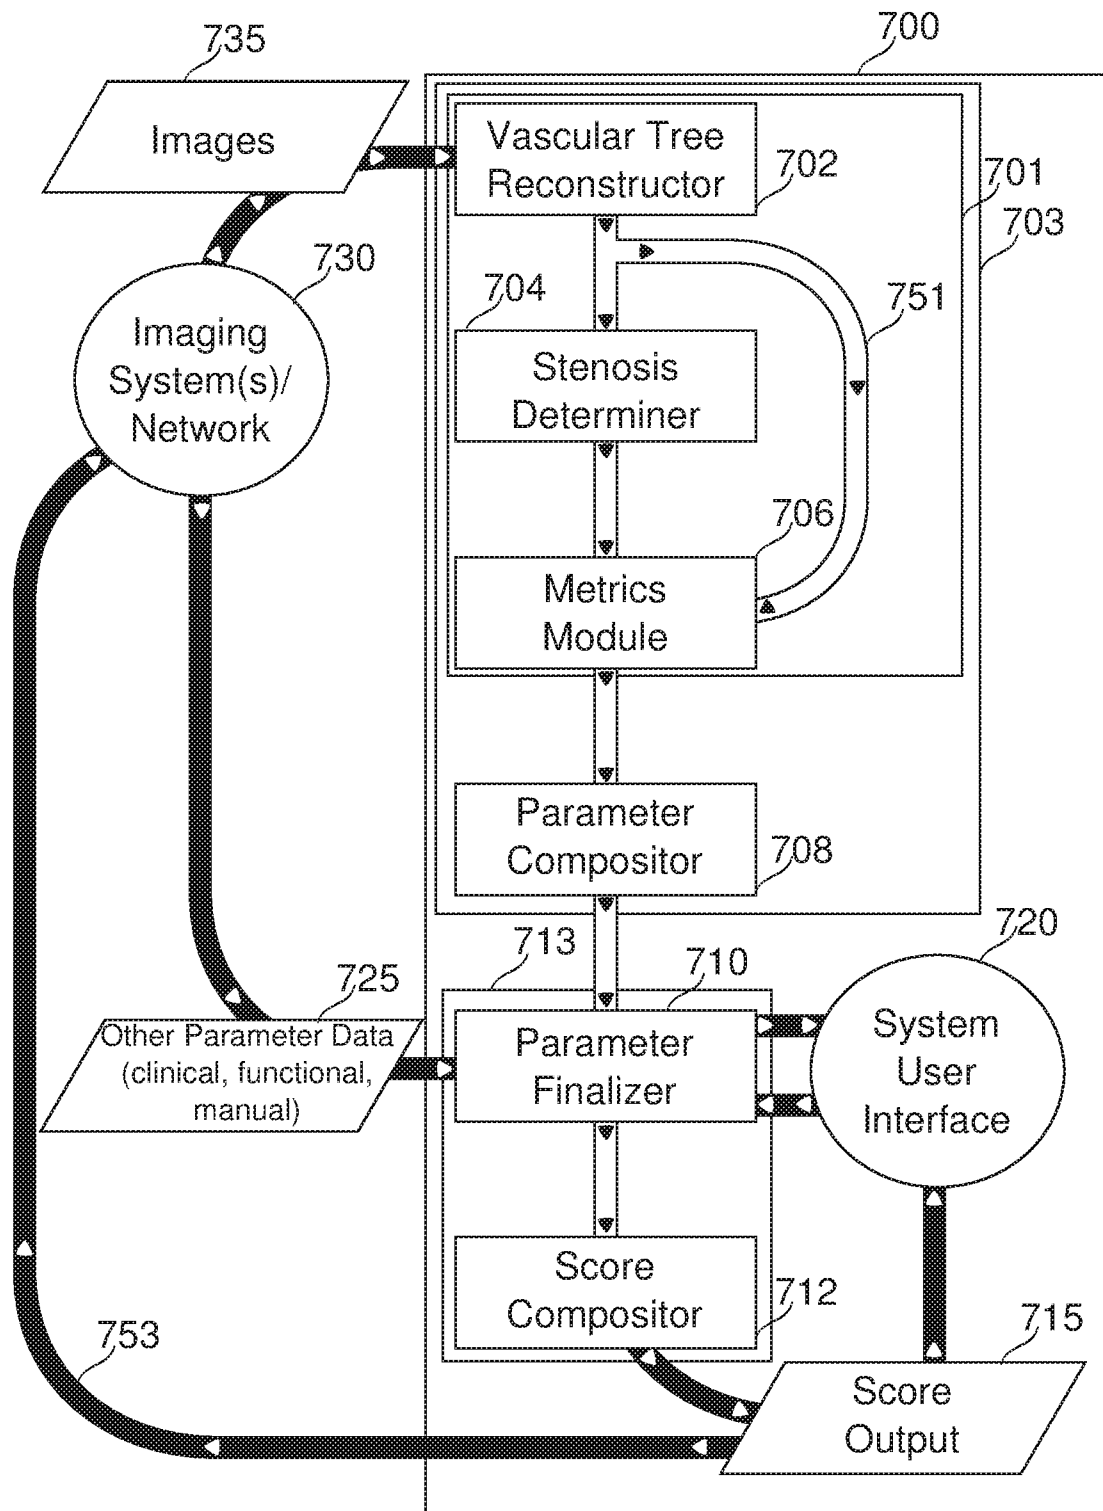 700
735
Images
Vascular Tree
Reconstructor
702
701
703
730
Imaging
System(s)/
Network
704
751
Stenosis
Determiner
706
Metrics
Module
Parameter
Compositor
708
720
713
710
725
Other Parameter Data
(clinical, functional,
manual)
Parameter
Finalizer
System
User
Interface
Score
Compositor
712
753
715
Score
Output